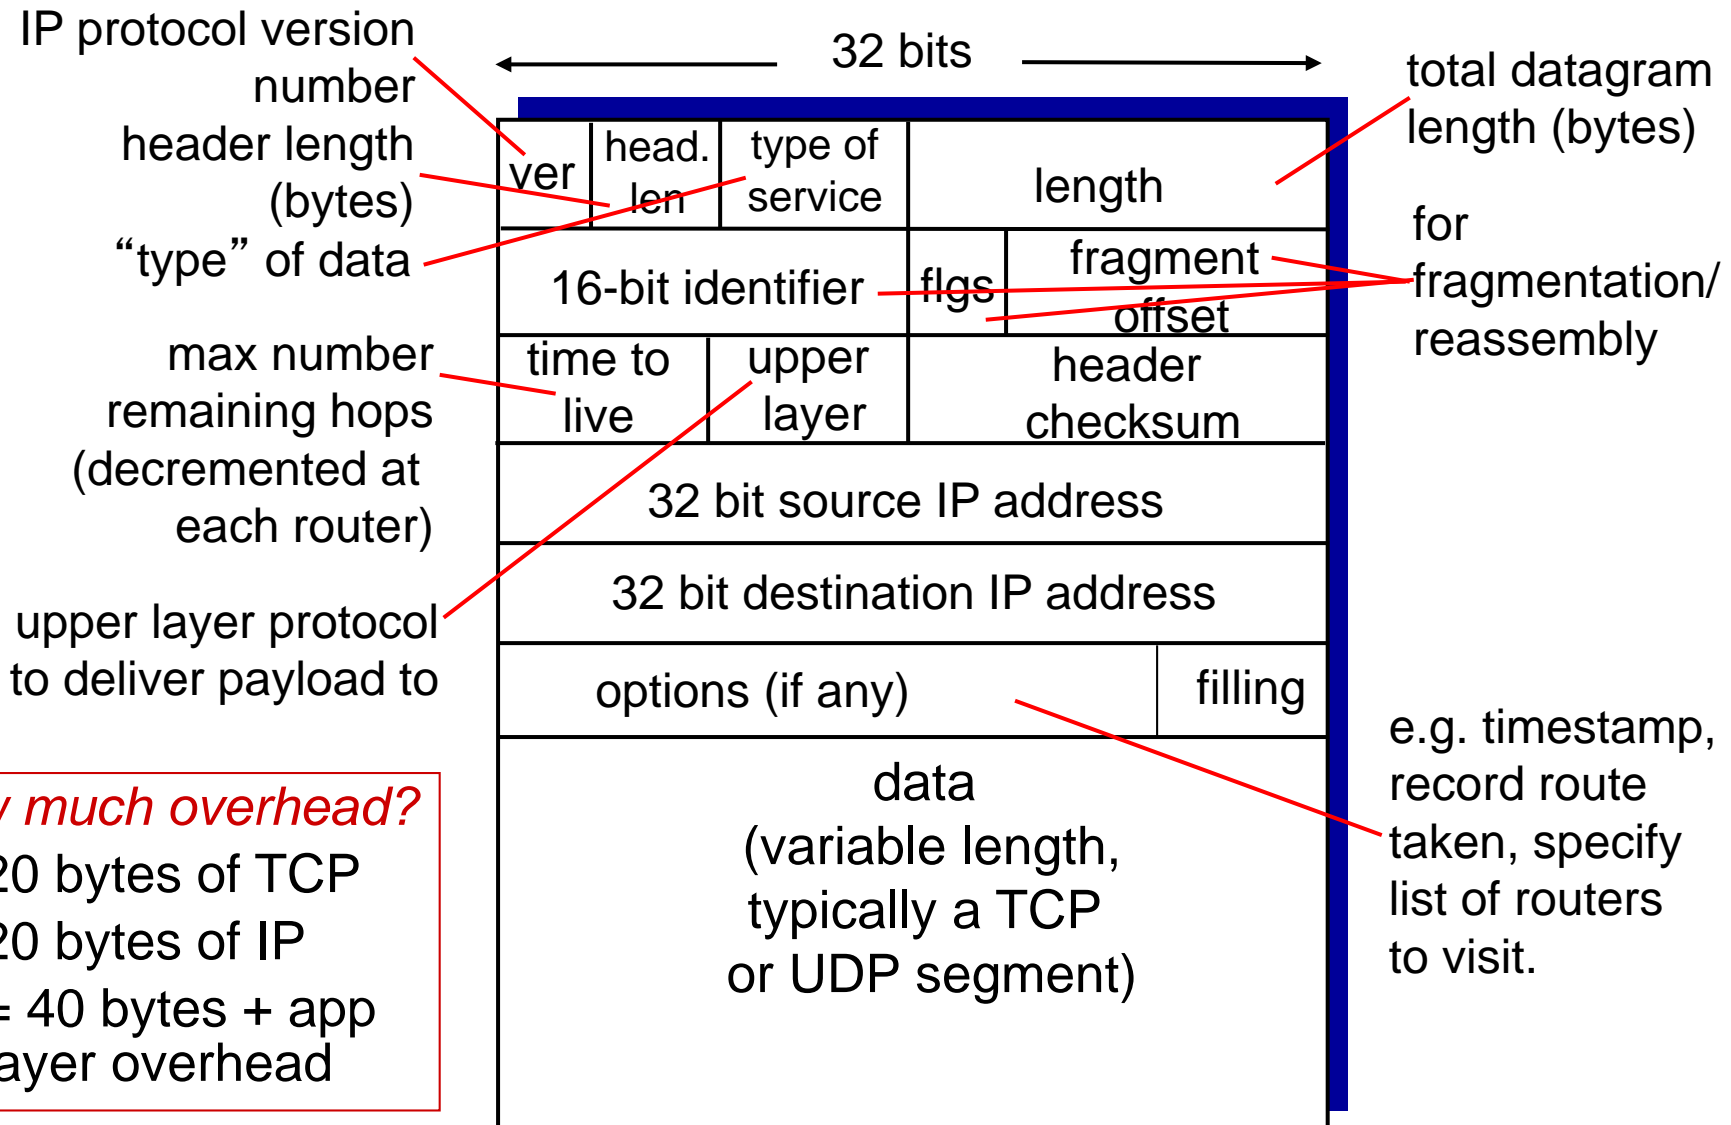 IP protocol version
number
header length
(bytes)
“type” of data
max number
remaining hops
(decremented at
each router)
upper layer protocol
to deliver payload to
much overhead?
20 bytes of TCP
20 bytes of IP
= 40 bytes + app
layer overhead
32 bits
ver
head.
len
type of
service
length
16-bit identifier
flgs
fragment
offset
time to
live
upper
layer
header
checksum
32 bit source IP address
32 bit destination IP address
options (if any)
filling
data
(variable length,
typically a TCP
or UDP segment)
total datagram
length (bytes)
for
fragmentation/
reassembly
e.g. timestamp,
record route
taken, specify
list of routers
to visit.